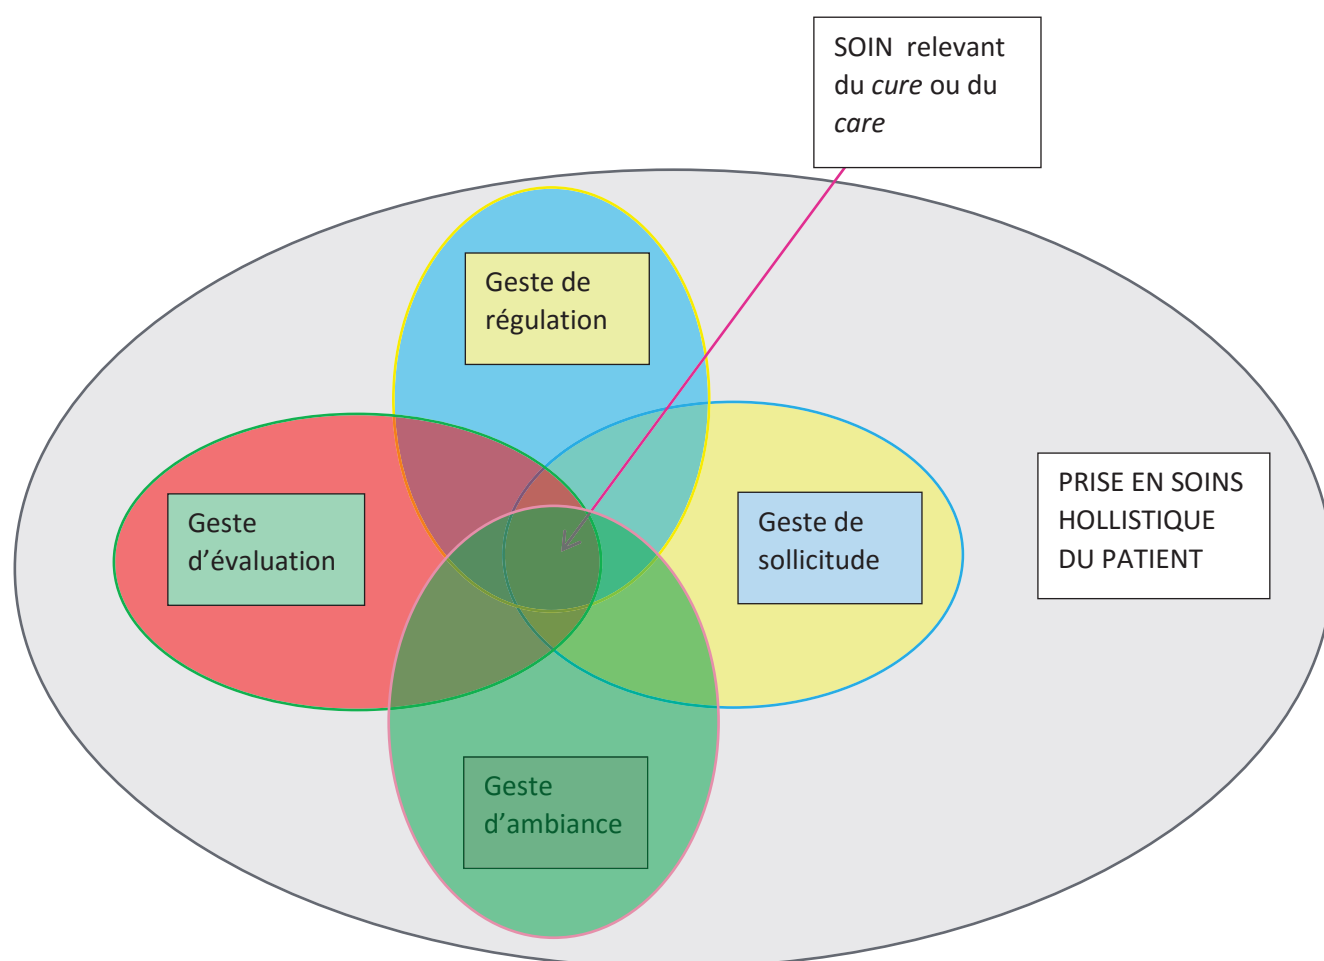 SOIN relevant
du cure ou du
care
Geste de
régulation
Geste
d’évaluation
Geste de
sollicitude
PRISE EN SOINS
HOLLISTIQUE
DU PATIENT
Geste
d’ambiance